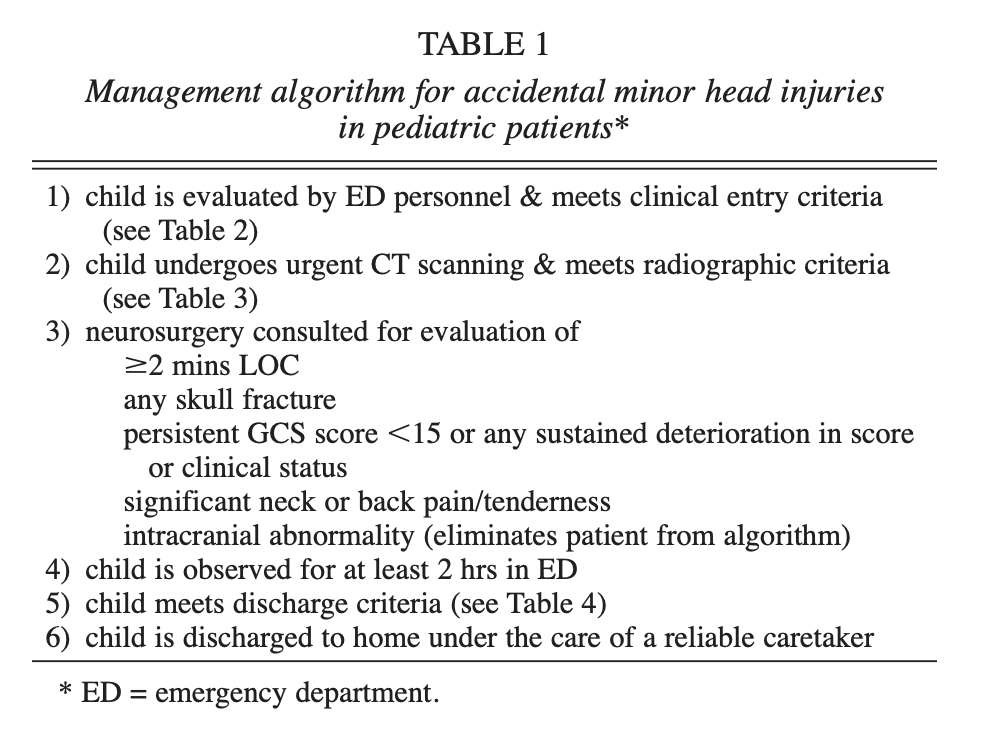 TABLE 1
Management algorithm for accidental minor head injuries
in pediatric patients*
1) child is evaluated by ED personnel & meets clinical entry criteria
(see Table 2)
2) child undergoes urgent CT scanning & meets radiographic criteria
(see Table 3)
3) neurosurgery consulted for evaluation of
≥2 mins LOC
any skull fracture
persistent GCS score <15 or any sustained deterioration in score
or clinical status
significant neck or back pain/tenderness
intracranial abnormality (eliminates patient from algorithm)
4) child is observed for at least 2 hrs in ED
5) child meets discharge criteria (see Table 4)
6) child is discharged to home under the care of a reliable caretaker
* ED = emergency department.